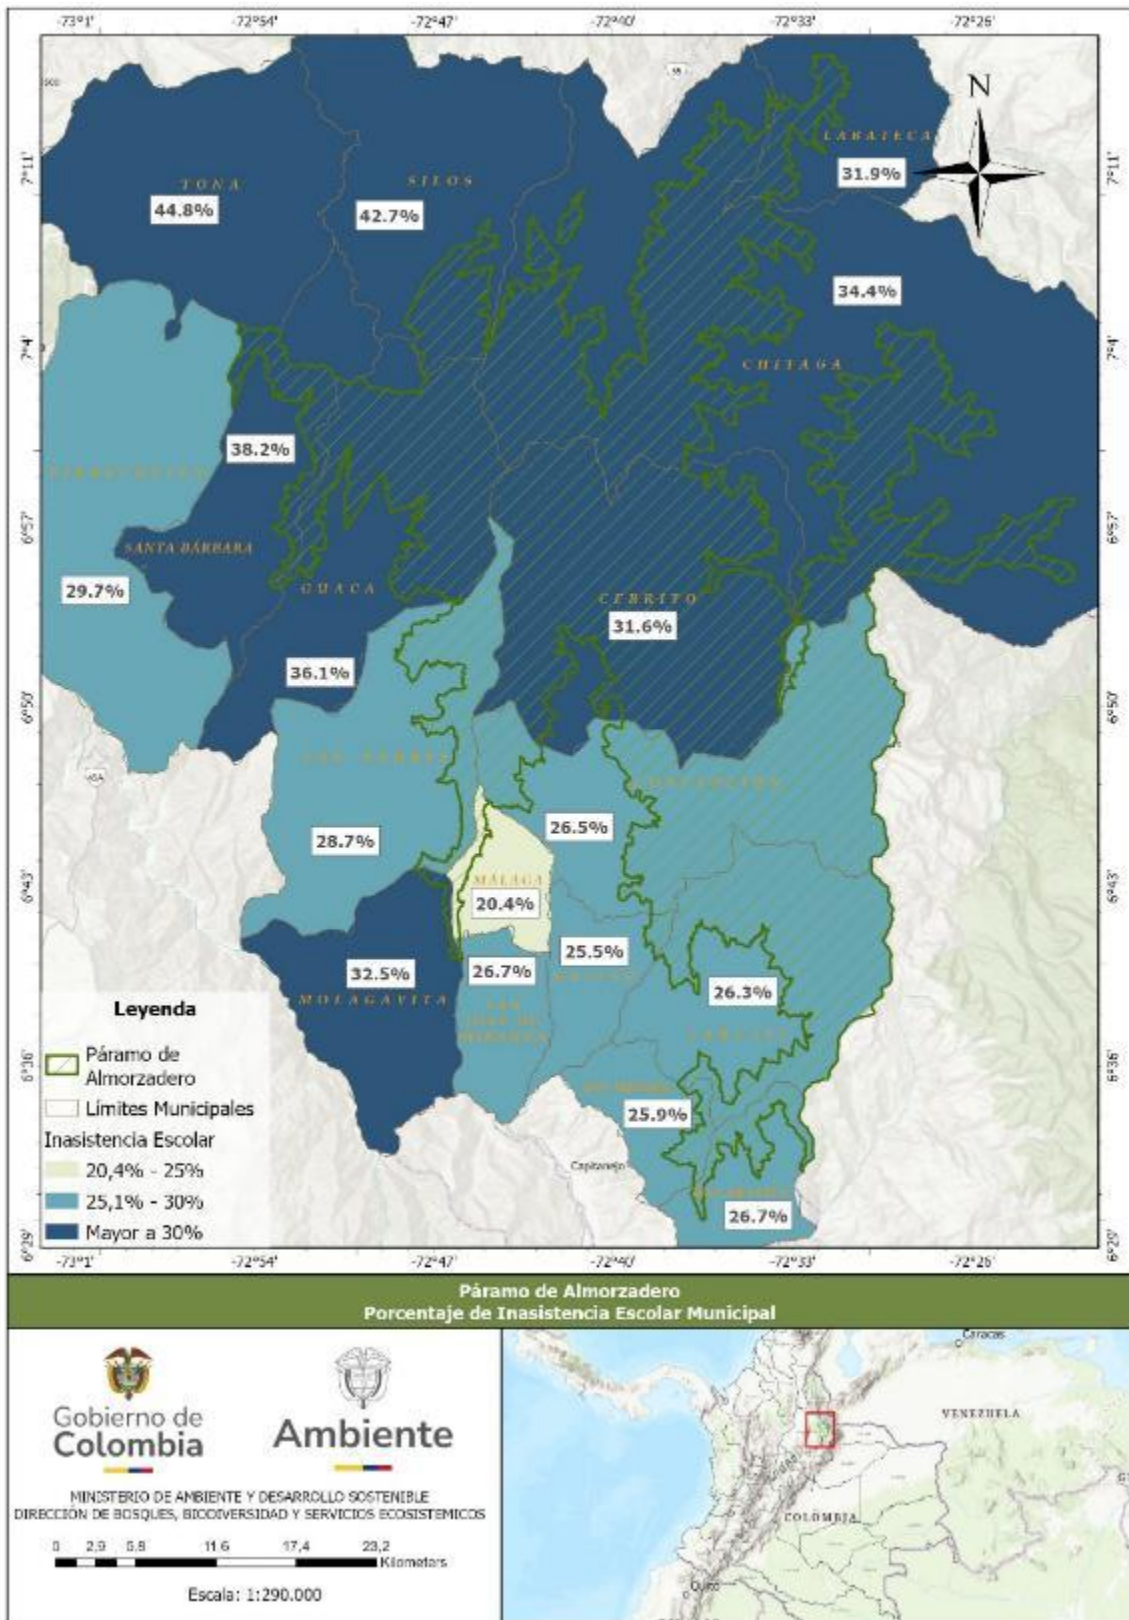 -73°1'
-72°54'
-72°47'
-72°40'
-72°33'
-72°26'
7°11'
7°11'
LABATECA
31.9%
TONA
44.8%
SILOS
42.7%
34.4%
7°4'
7°4'
CHITAGA
38.2%
6°57'
6°57'
SANTA BÁRBARA
29.7%
GUACA
CERRITO
31.6%
36.1%
6°50'
6°50'
45A
28.7%
26.5%
6°43'
6°43'
MÁLAGA
20.4%
25.5%
32.5%
26.7%
26.3%
MOLAGAVITA
SAN
JOSÉ DE
MIRANDA
6°36'
6°36'
25.9%
Capitanejo
26.7%
6°29'
6°29'
Leyenda
Páramo de
Almorzadero
Límites Municipales
Inasistencia Escolar
20,4% - 25%
25,1% - 30%
Mayor a 30%
N
-73°1'
-72°54'
-72°47'
-72°40'
-72°33'
-72°26'
Páramo de Almorzadero
Porcentaje de Inasistencia Escolar Municipal
Gobierno de
Colombia
Ambiente
MINISTERIO DE AMBIENTE Y DESARROLLO SOSTENIBLE
DIRECCIÓN DE BOSQUES, BIODIVERSIDAD Y SERVICIOS ECOSISTEMICOS
0 2,9 5,8 11,6 17,4 23,2
Kilometers
Escala: 1:290.000
Caracas
VENEZUELA
COLOMBIA
Quito